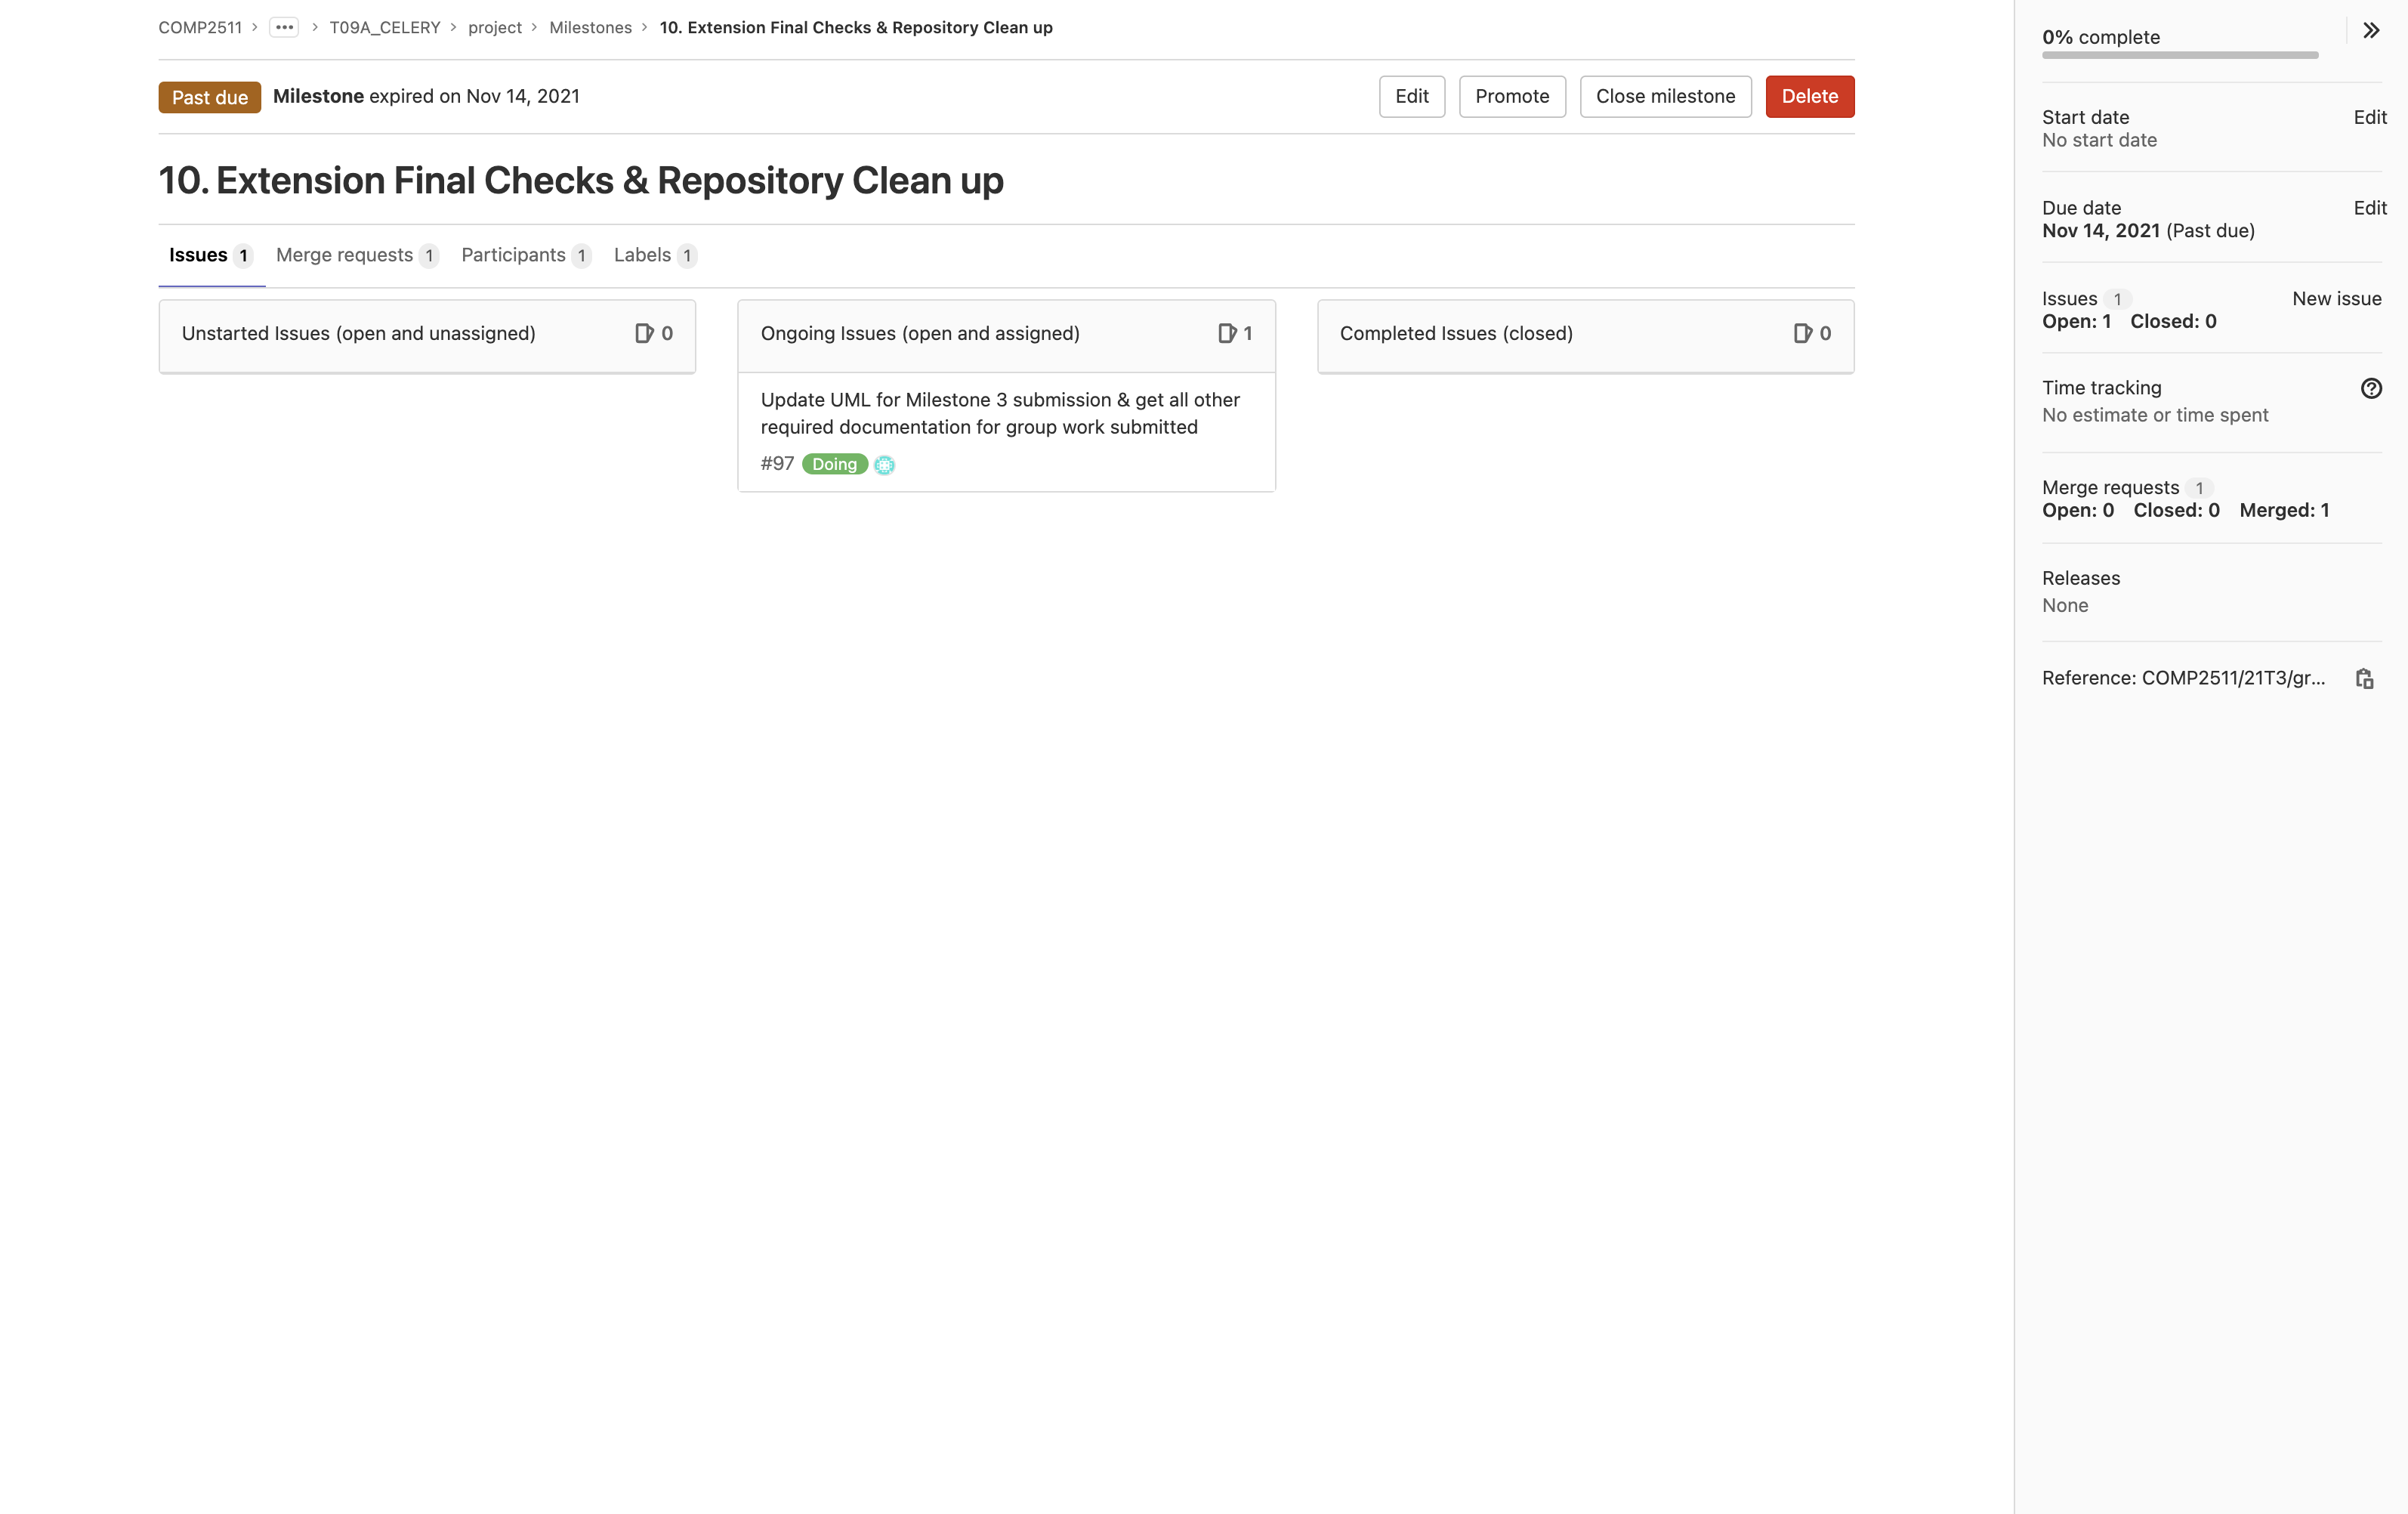 COMP2511 > ••• > T09A_CELERY > project > Milestones > 10. Extension Final Checks & Repository Clean up
Past due Milestone expired on Nov 14, 2021 Edit Promote Close milestone Delete
10. Extension Final Checks & Repository Clean up
Issues 1 Merge requests 1 Participants 1 Labels 1
Unstarted Issues (open and unassigned) 0
Ongoing Issues (open and assigned) 1
Update UML for Milestone 3 submission & get all other
required documentation for group work submitted
#97 Doing
Completed Issues (closed) 0
0% complete
Start date Edit
No start date
Due date Edit
Nov 14, 2021 (Past due)
Issues 1 New issue
Open: 1 Closed: 0
Time tracking
No estimate or time spent
Merge requests 1
Open: 0 Closed: 0 Merged: 1
Releases
None
Reference: COMP2511/21T3/gr...